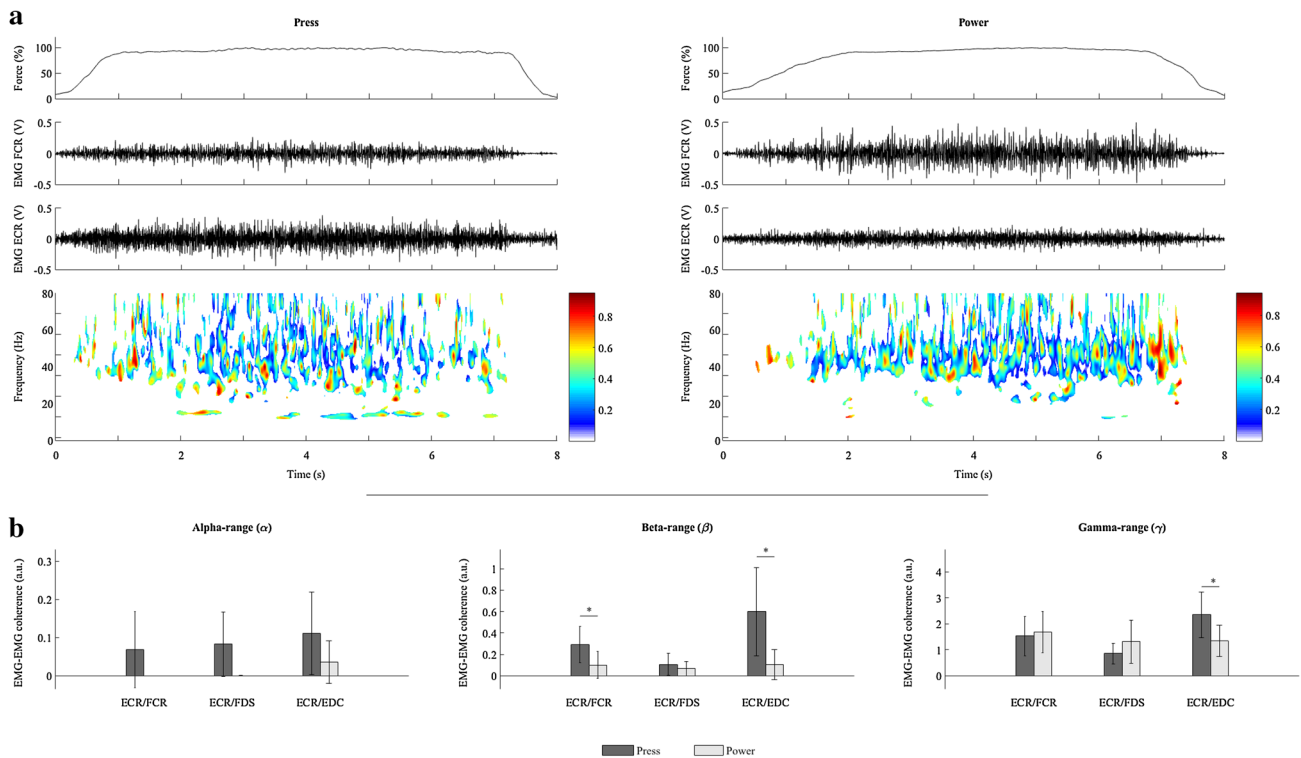 a
Press
Power
Force (%)
100
50
0
Force (%)
100
50
0
EMG FCR (V)
0.5
0
-0.5
EMG FCR (V)
0.5
0
-0.5
EMG ECR (V)
0.5
0
-0.5
EMG ECR (V)
0.5
0
-0.5
Frequency (Hz)
80
60
40
20
0
0 2 4 6 8
Time (s)
0.8
0.6
0.4
0.2
Frequency (Hz)
80
60
40
20
0
0 2 4 6 8
Time (s)
0.8
0.6
0.4
0.2
b
Alpha-range (α)
EMG-EMG coherence (a.u.)
0.3
0.2
0.1
0
ECR/FCR ECR/FDS ECR/EDC
Beta-range (β)
EMG-EMG coherence (a.u.)
1
0.8
0.6
0.4
0.2
0
*
*
ECR/FCR ECR/FDS ECR/EDC
Gamma-range (γ)
EMG-EMG coherence (a.u.)
4
3
2
1
0
*
ECR/FCR ECR/FDS ECR/EDC
Press Power